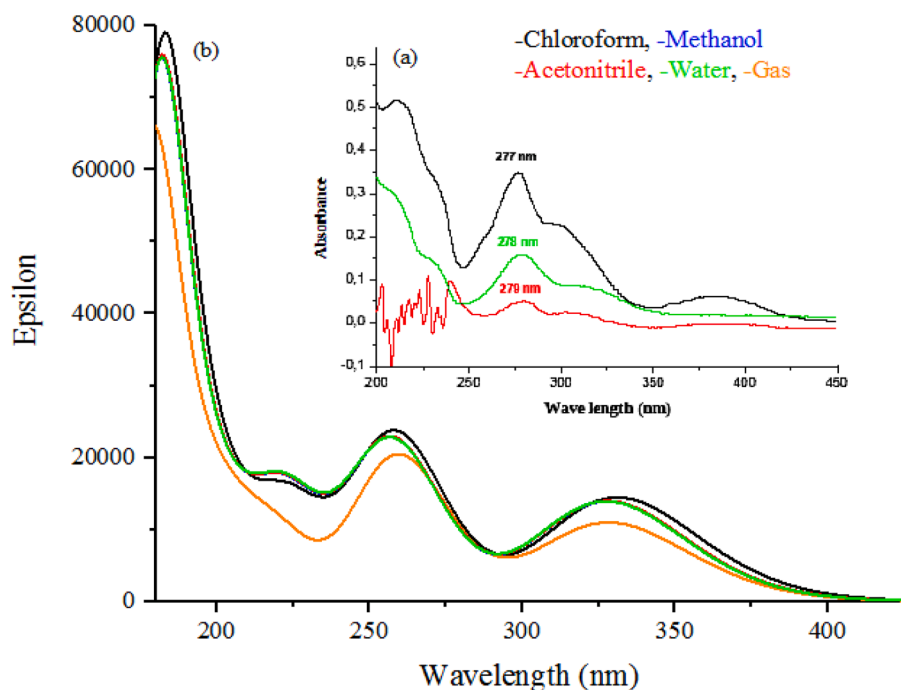 80000
60000
40000
20000
0
Epsilon
200
250
300
350
400
Wavelength (nm)
(b)
-Chloroform, -Methanol
-Acetonitrile, -Water, -Gas
(a)
0,6
0,5
0,4
0,3
0,2
0,1
0,0
-0,1
Absorbance
277 nm
278 nm
279 nm
200
250
300
350
400
450
Wave length (nm)